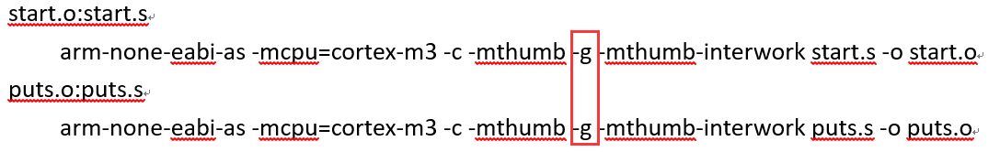 start.o:start.s
arm-none-eabi-as -mcpu=cortex-m3 -c -mthumb -g -mthumb-interwork start.s -o start.o
puts.o:puts.s
arm-none-eabi-as -mcpu=cortex-m3 -c -mthumb -g -mthumb-interwork puts.s -o puts.o